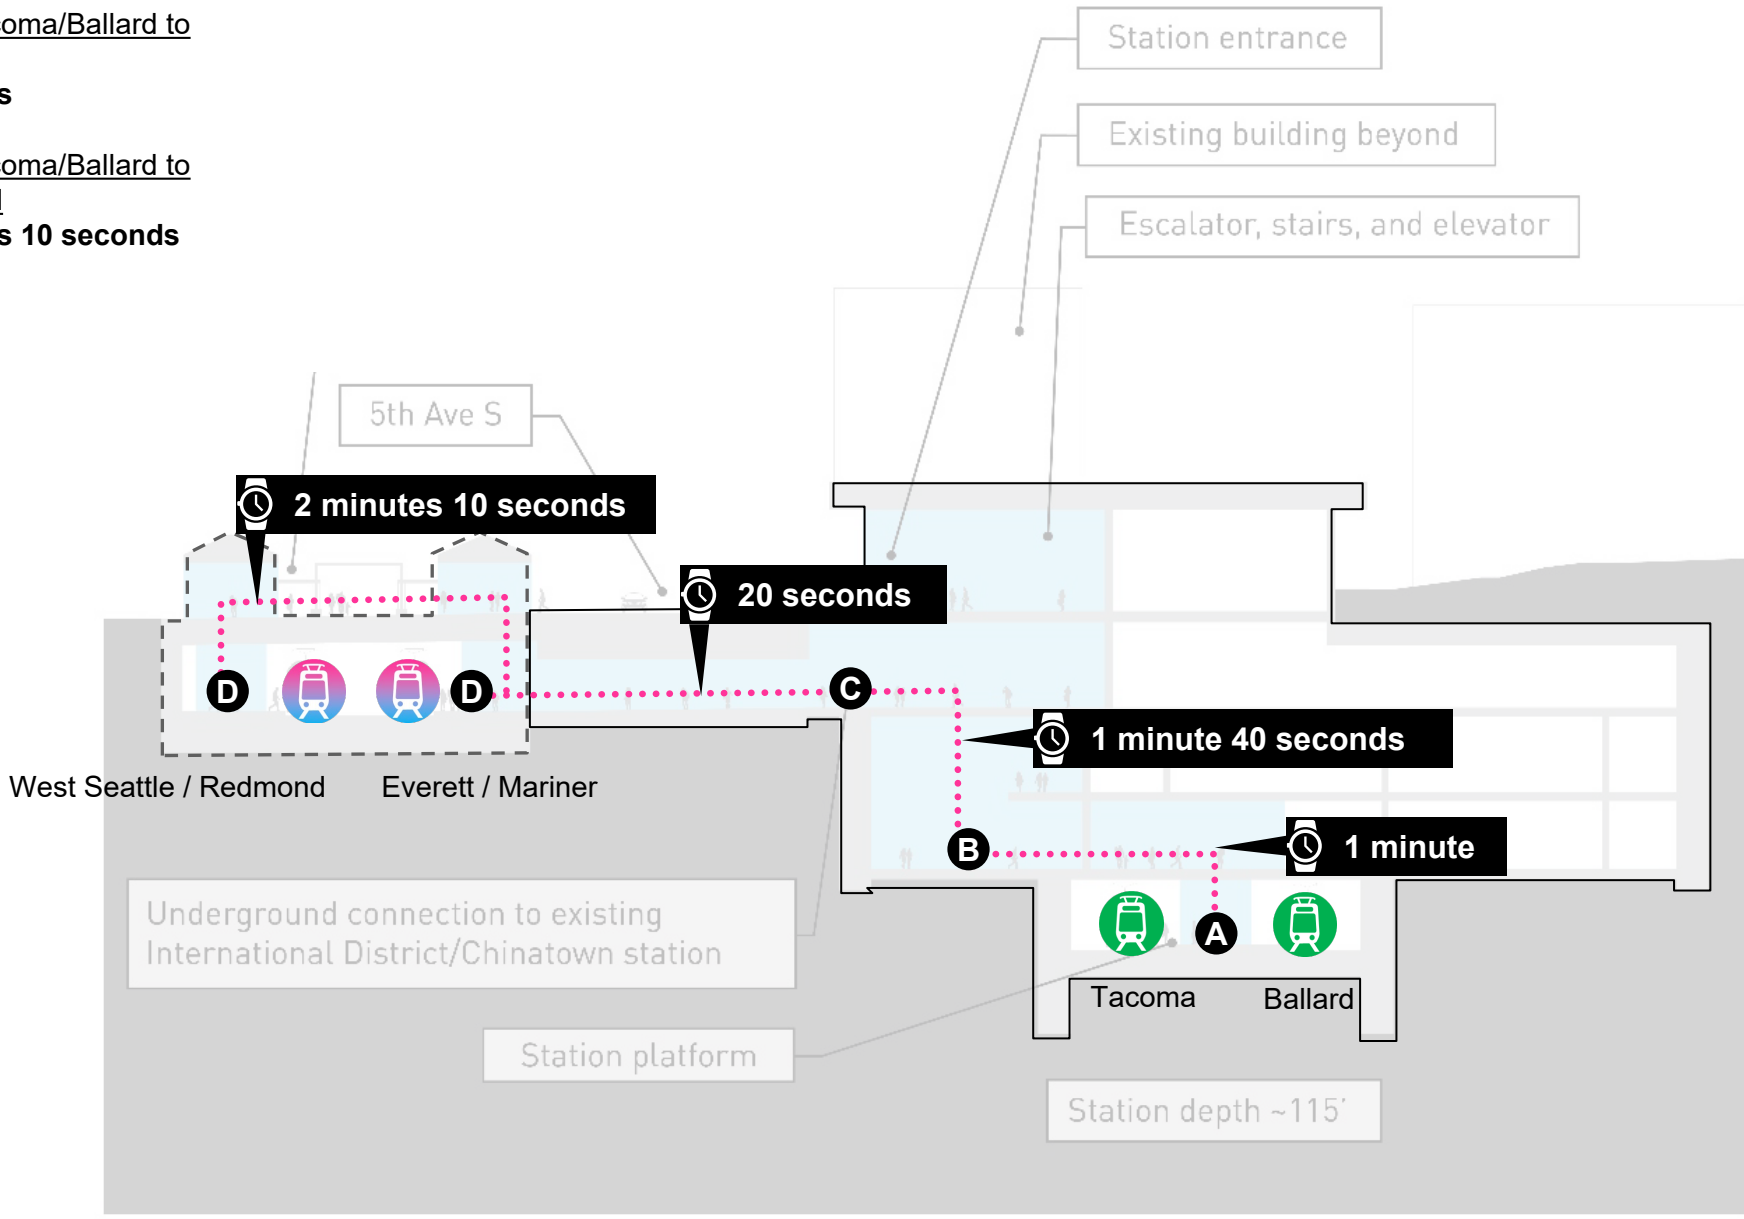 coma/Ballard to
s
coma/Ballard to
s 10 seconds
Station entrance
Existing building beyond
Escalator, stairs, and elevator
5th Ave S
2 minutes 10 seconds
20 seconds
D
D
C
1 minute 40 seconds
West Seattle / Redmond
Everett / Mariner
B
1 minute
Underground connection to existing
International District/Chinatown station
A
Tacoma
Ballard
Station platform
Station depth ~115’